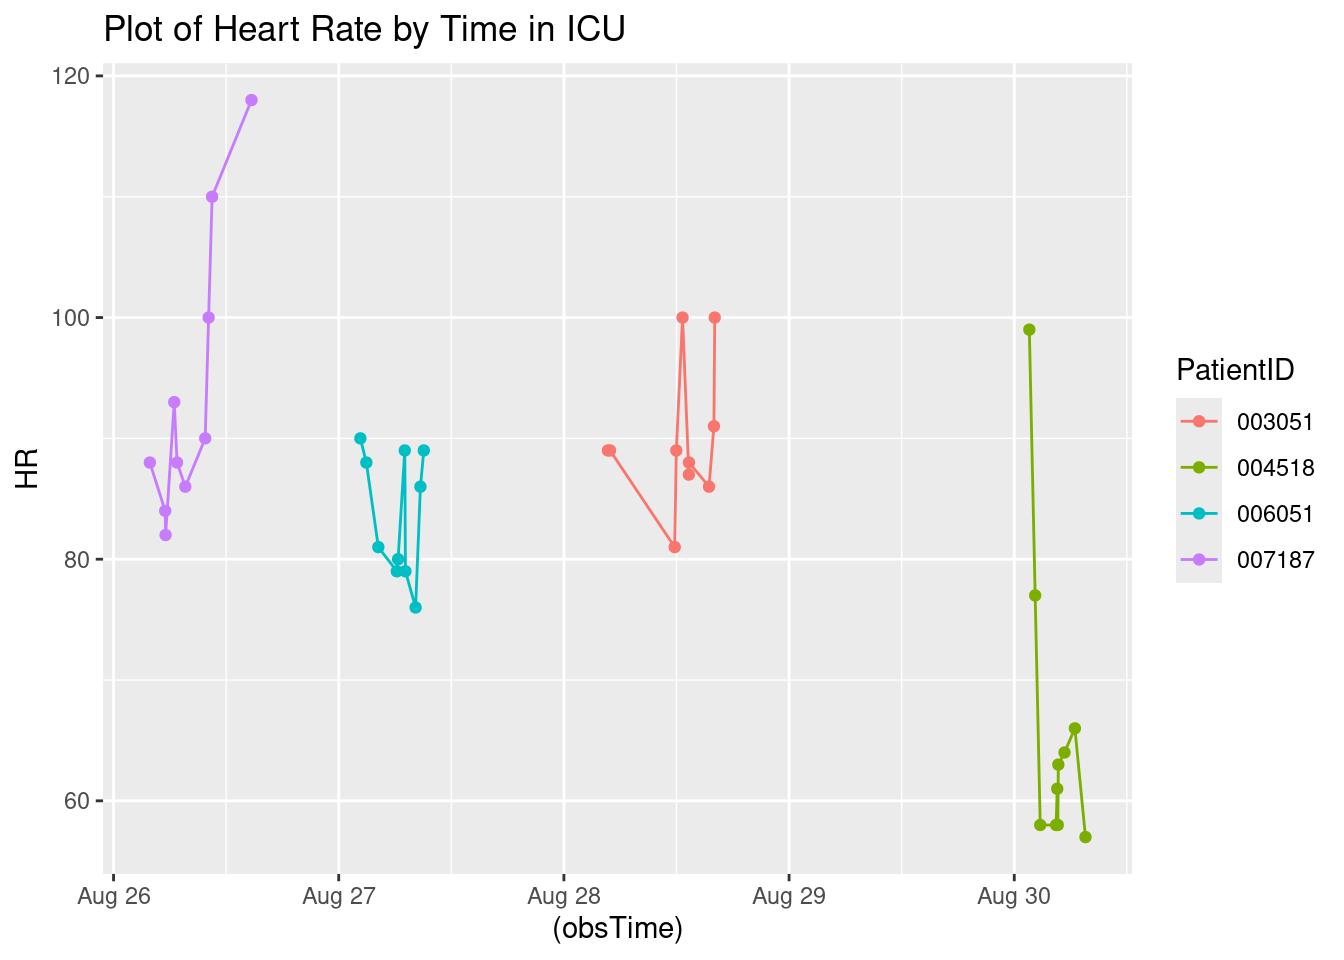 Plot of Heart Rate by Time in ICU
120
100
80
60
HR
Aug 26 Aug 27 Aug 28 Aug 29 Aug 30
(obsTime)
PatientID
003051
004518
006051
007187